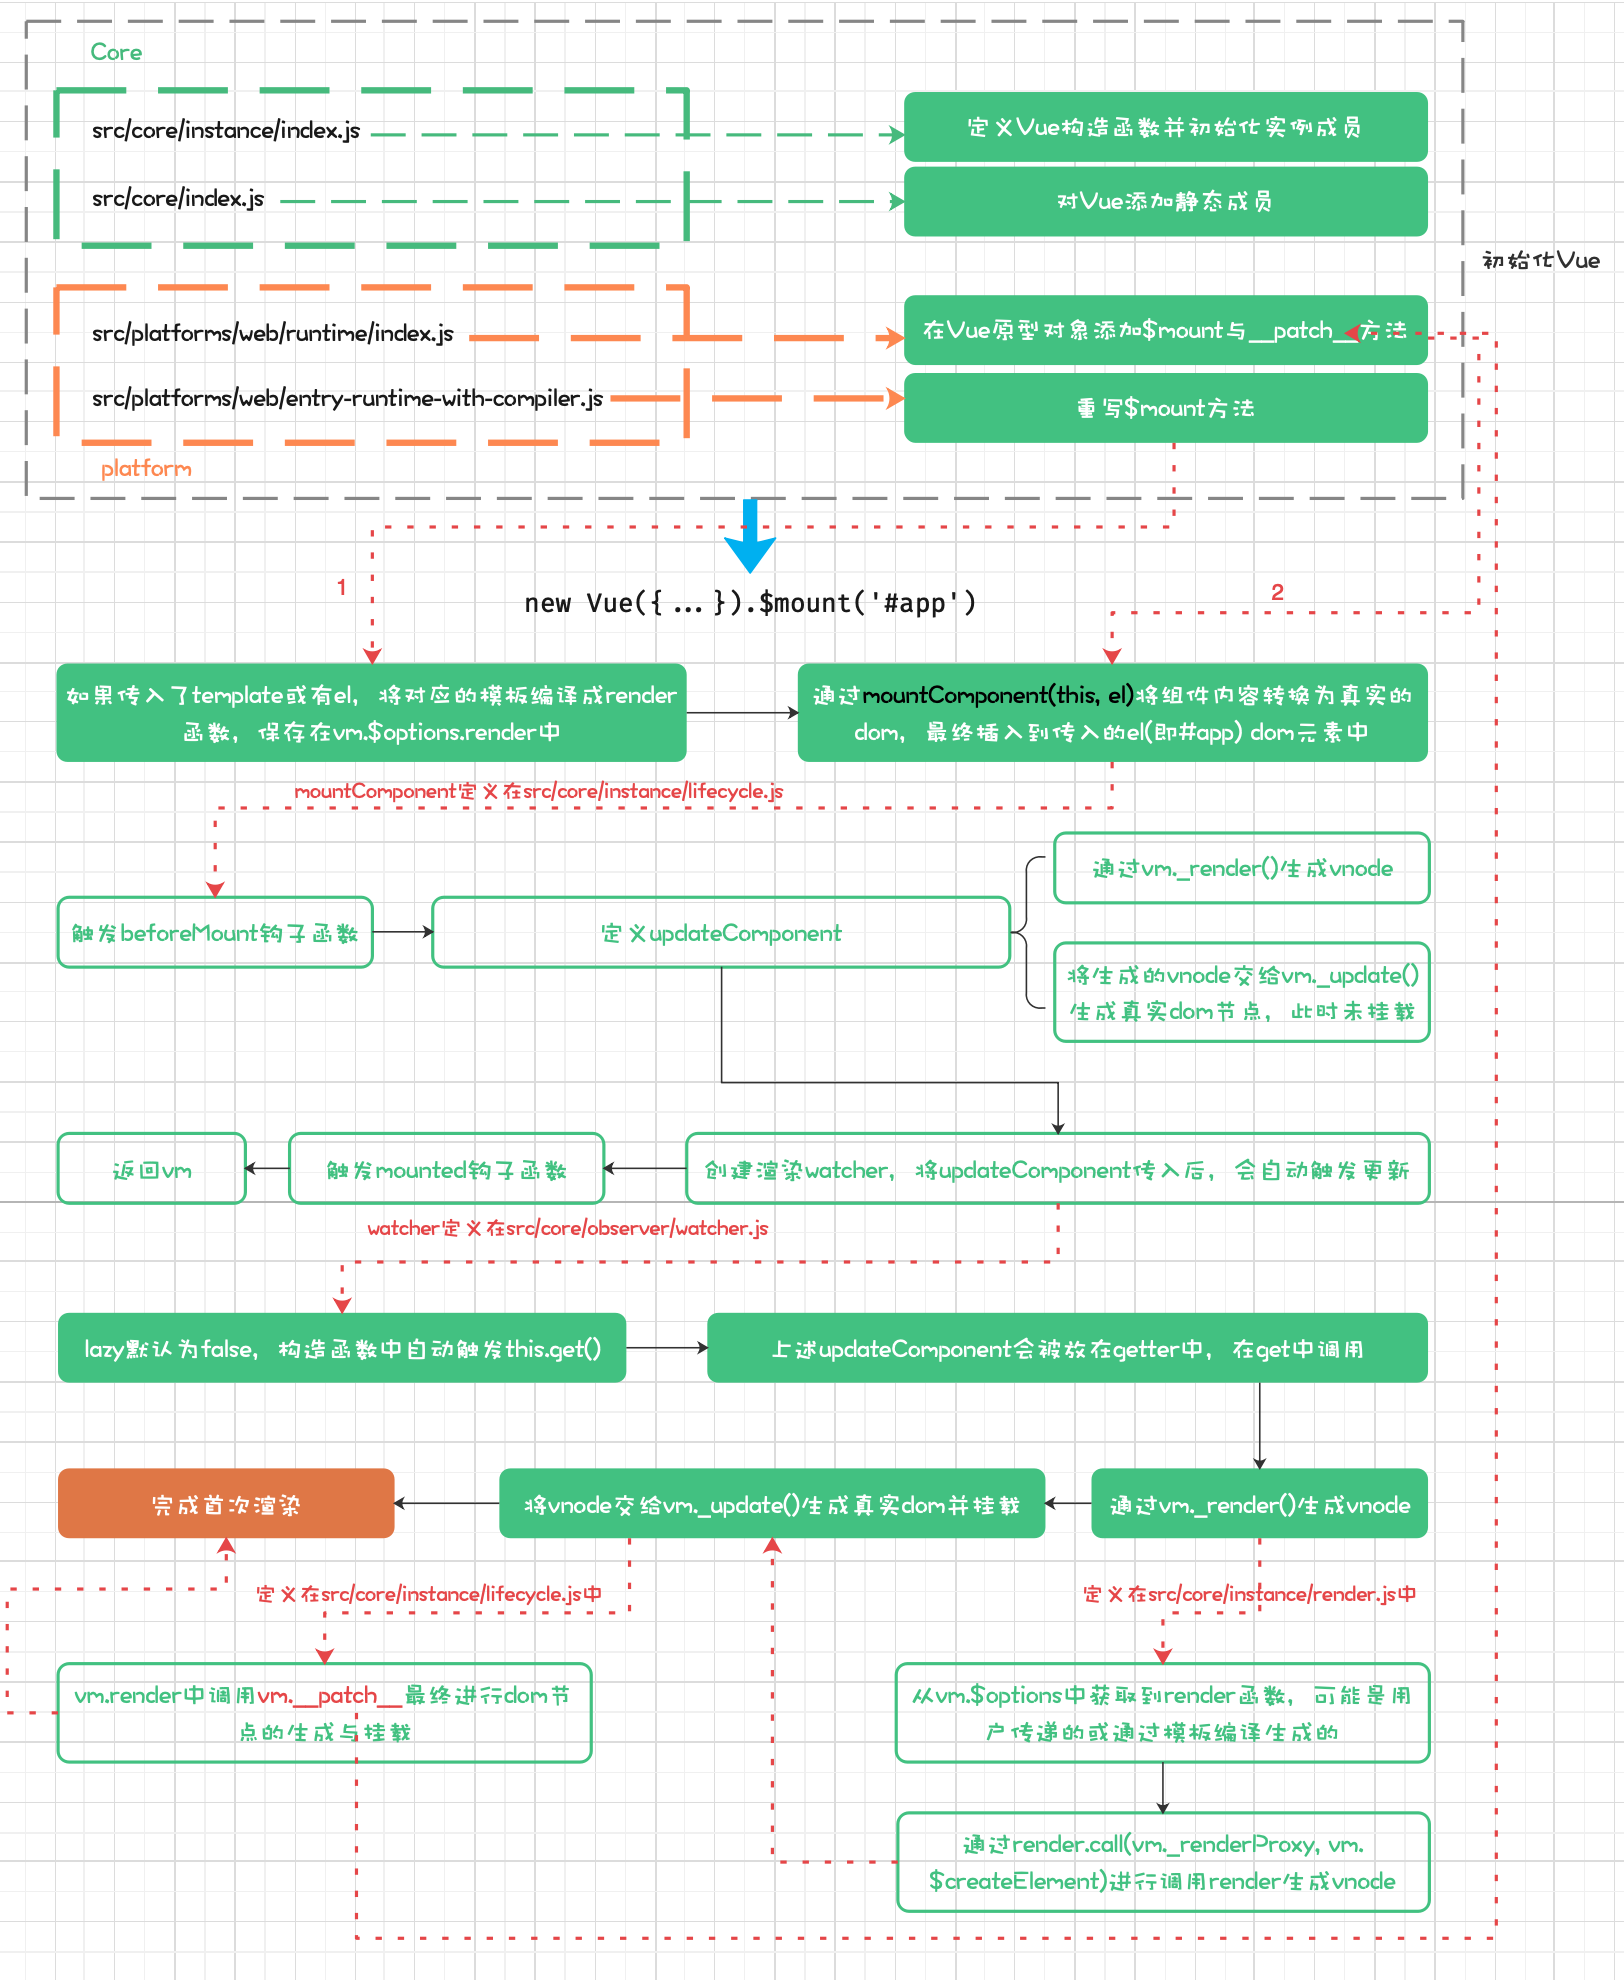 Core
src/core/instance/index.js
定义Vue构造函数并初始化实例成员
src/core/index.js
对Vue添加静态成员
初始化Vue
src/platforms/web/runtime/index.js
在Vue原型对象添加$mount与__patch__方法
src/platforms/web/entry-runtime-with-compiler.js
重写$mount方法
platform
1
new Vue({ ... }).$mount('#app')
2
如果传入了template或有el，将对应的模板编译成render
函数，保存在vm.$options.render中
通过mountComponent(this, el)将组件内容转换为真实的
dom，最终插入到传入的el(即#app) dom元素中
mountComponent定义在src/core/instance/lifecycle.js
通过vm._render()生成vnode
触发beforeMount钩子函数
定义updateComponent
将生成的vnode交给vm._update()
生成真实dom节点，此时未挂载
返回vm
触发mounted钩子函数
创建渲染watcher，将updateComponent传入后，会自动触发更新
watcher定义在src/core/observer/watcher.js
lazy默认为false，构造函数中自动触发this.get()
上述updateComponent会被放在getter中，在get中调用
完成首次渲染
将vnode交给vm._update()生成真实dom并挂载
通过vm._render()生成vnode
定义在src/core/instance/lifecycle.js中
定义在src/core/instance/render.js中
vm.render中调用vm.__patch__最终进行dom节
点的生成与挂载
从vm.$options中获取到render函数，可能是用
户传递的或通过模板编译生成的
通过render.call(vm._renderProxy, vm.
$createElement)进行调用render生成vnode